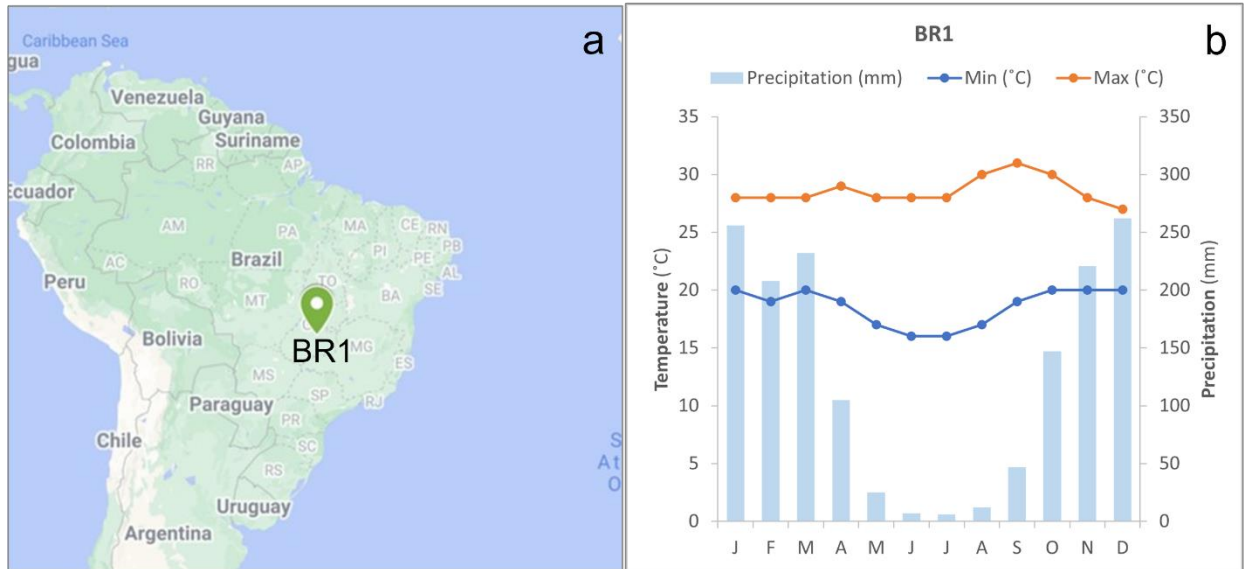 a
Caribbean Sea
gua
Venezuela
Guyana
Suriname
Colombia
RR
AP
Ecuador
AM
PA
MA
CE
RN
PB
PI
PE
AL
SE
Brazil
TO
AC
RO
BA
Peru
MT
Bolivia
BR1
MG
MS
ES
SP
RJ
Paraguay
PR
SC
Chile
RS
Uruguay
Argentina
S
At
O
BR1
b
Precipitation (mm) Min (˚C) Max (˚C)
35 350
30 300
25 250
20 200
15 150
10 100
5 50
0 0
Temperature (˚C)
Precipitation (mm)
J F M A M J J A S O N D